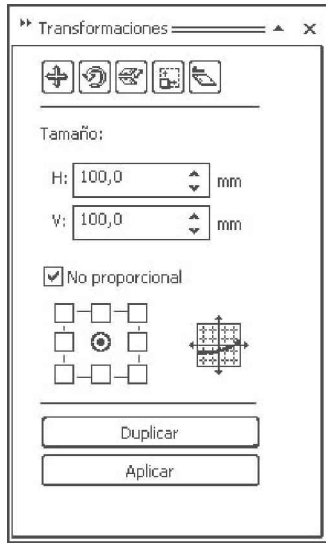 Transformaciones
Tamaño:
H: 100,0 mm
V: 100,0 mm
No proporcional
Duplicar
Aplicar